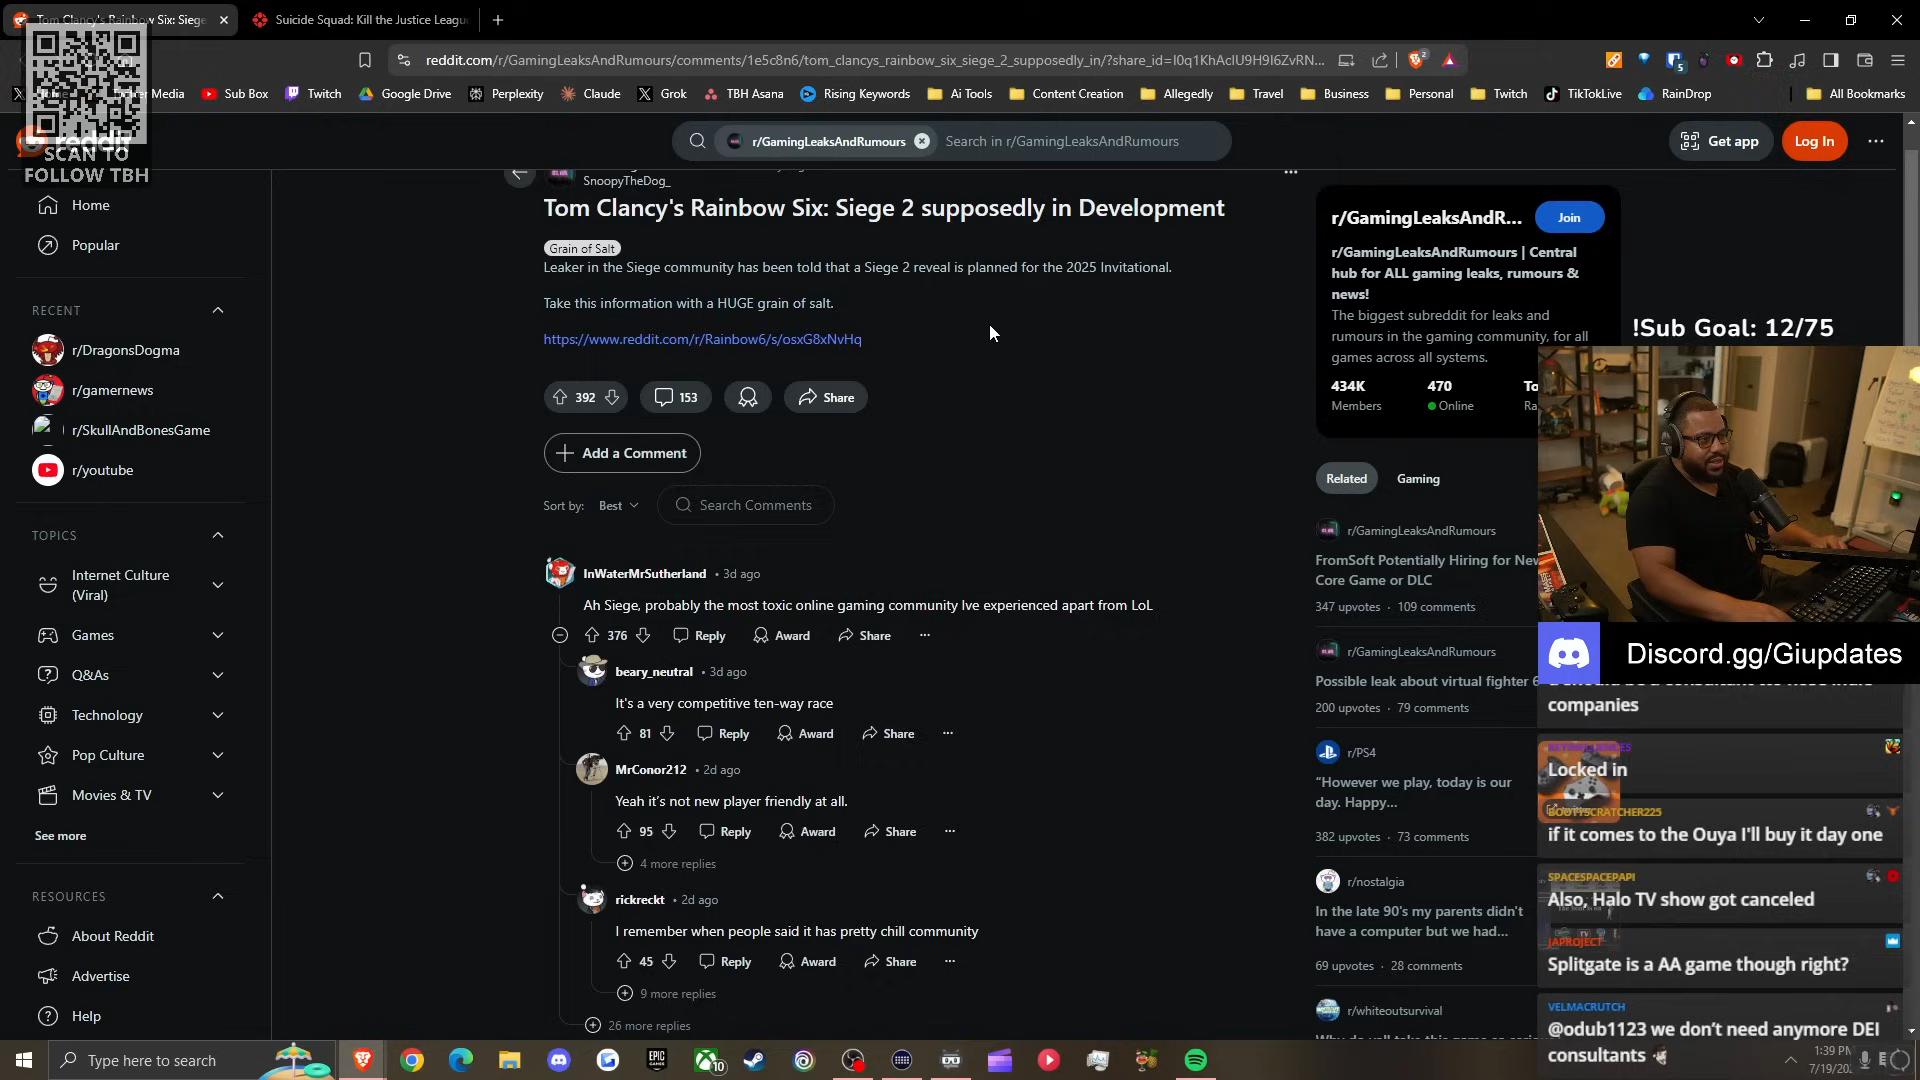 Tom Clancy's Rainbow Six: Siege
Suicide Squad: Kill the Justice Leagu
reddit.com/r/GamingLeaksAndRumours/comments/1e5c8n6/tom_clancys_rainbow_six_siege_2_supposedly_in/?share_id=I0q1KhAcIU9H9I6ZvRN...
Media
Sub Box
Twitch
Google Drive
Perplexity
Claude
Grok
TBH Asana
Rising Keywords
Ai Tools
Content Creation
Allegedly
Travel
Business
Personal
Twitch
TikTokLive
RainDrop
All Bookmarks
reddit
SCAN TO
FOLLOW TBH
r/GamingLeaksAndRumours
Search in r/GamingLeaksAndRumours
Get app
Log In
Home
Popular
RECENT
r/DragonsDogma
r/gamernews
r/SkullAndBonesGame
r/youtube
TOPICS
Internet Culture
(Viral)
Games
Q&As
Technology
Pop Culture
Movies & TV
See more
RESOURCES
About Reddit
Advertise
Help
SnoopyTheDog_
Tom Clancy's Rainbow Six: Siege 2 supposedly in Development
Grain of Salt
Leaker in the Siege community has been told that a Siege 2 reveal is planned for the 2025 Invitational.
Take this information with a HUGE grain of salt.
https://www.reddit.com/r/Rainbow6/s/osxG8xNvHq
392
153
Share
Add a Comment
Sort by:
Best
Search Comments
InWaterMrSutherland • 3d ago
Ah Siege, probably the most toxic online gaming community Ive experienced apart from LoL
376
Reply
Award
Share
beary_neutral • 3d ago
It's a very competitive ten-way race
81
Reply
Award
Share
MrConor212 • 2d ago
Yeah it's not new player friendly at all.
95
Reply
Award
Share
4 more replies
rickreckt • 2d ago
I remember when people said it has pretty chill community
45
Reply
Award
Share
9 more replies
26 more replies
r/GamingLeaksAndR...
Join
r/GamingLeaksAndRumours | Central
hub for ALL gaming leaks, rumours &
news!
The biggest subreddit for leaks and
rumours in the gaming community, for all
games across all systems.
434K
470
To
Members
Online
Ra
Related
Gaming
r/GamingLeaksAndRumours
FromSoft Potentially Hiring for New
Core Game or DLC
347 upvotes · 109 comments
r/GamingLeaksAndRumours
Possible leak about virtual fighter 6
200 upvotes · 79 comments
r/PS4
“However we play, today is our
day. Happy...
382 upvotes · 73 comments
r/nostalgia
In the late 90's my parents didn't
have a computer but we had...
69 upvotes · 28 comments
r/whiteoutsurvival
!Sub Goal: 12/75
Discord.gg/Giupdates
companies
Locked in
BOOTYSCRATCHER225
if it comes to the Ouya I'll buy it day one
SPACESPACEPAPI
Also, Halo TV show got canceled
JAPROJECT
Splitgate is a AA game though right?
VELMACRUTCH
@odub1123 we don't need anymore DEI
consultants
Type here to search
10
1:39 PM